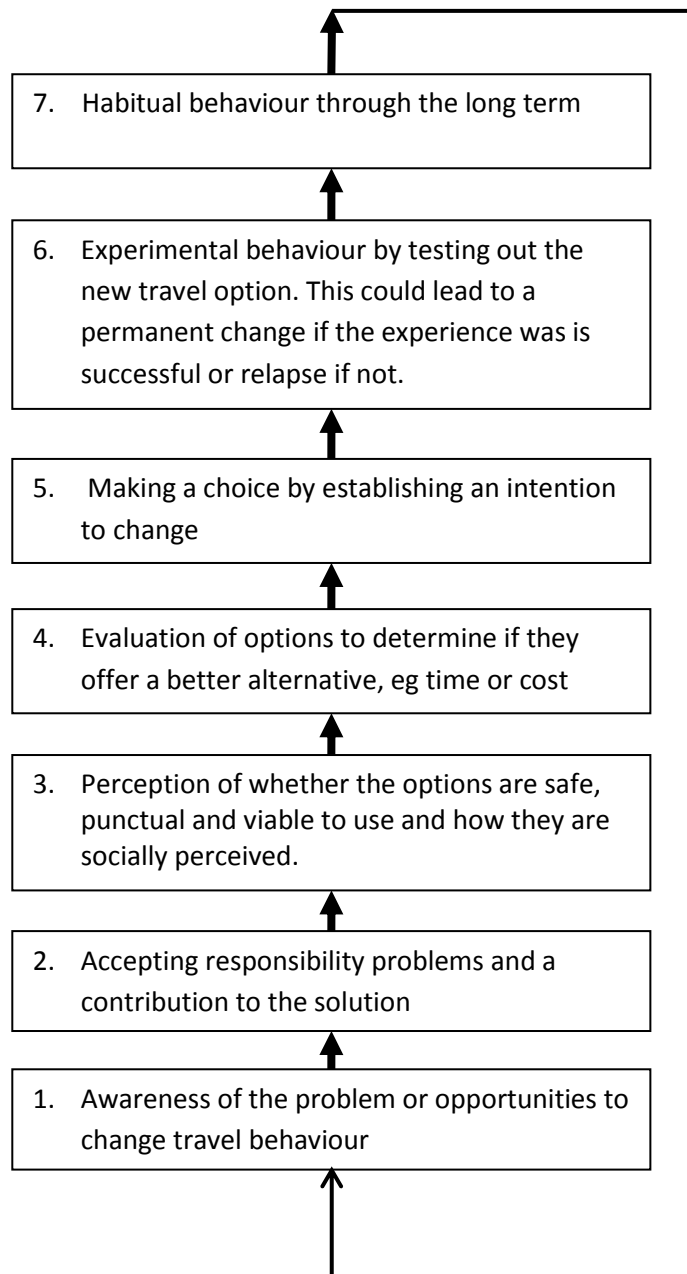 7. Habitual behaviour through the long term
6. Experimental behaviour by testing out the
new travel option. This could lead to a
permanent change if the experience was is
successful or relapse if not.
5. Making a choice by establishing an intention
to change
4. Evaluation of options to determine if they
offer a better alternative, eg time or cost
3. Perception of whether the options are safe,
punctual and viable to use and how they are
socially perceived.
2. Accepting responsibility problems and a
contribution to the solution
1. Awareness of the problem or opportunities to
change travel behaviour